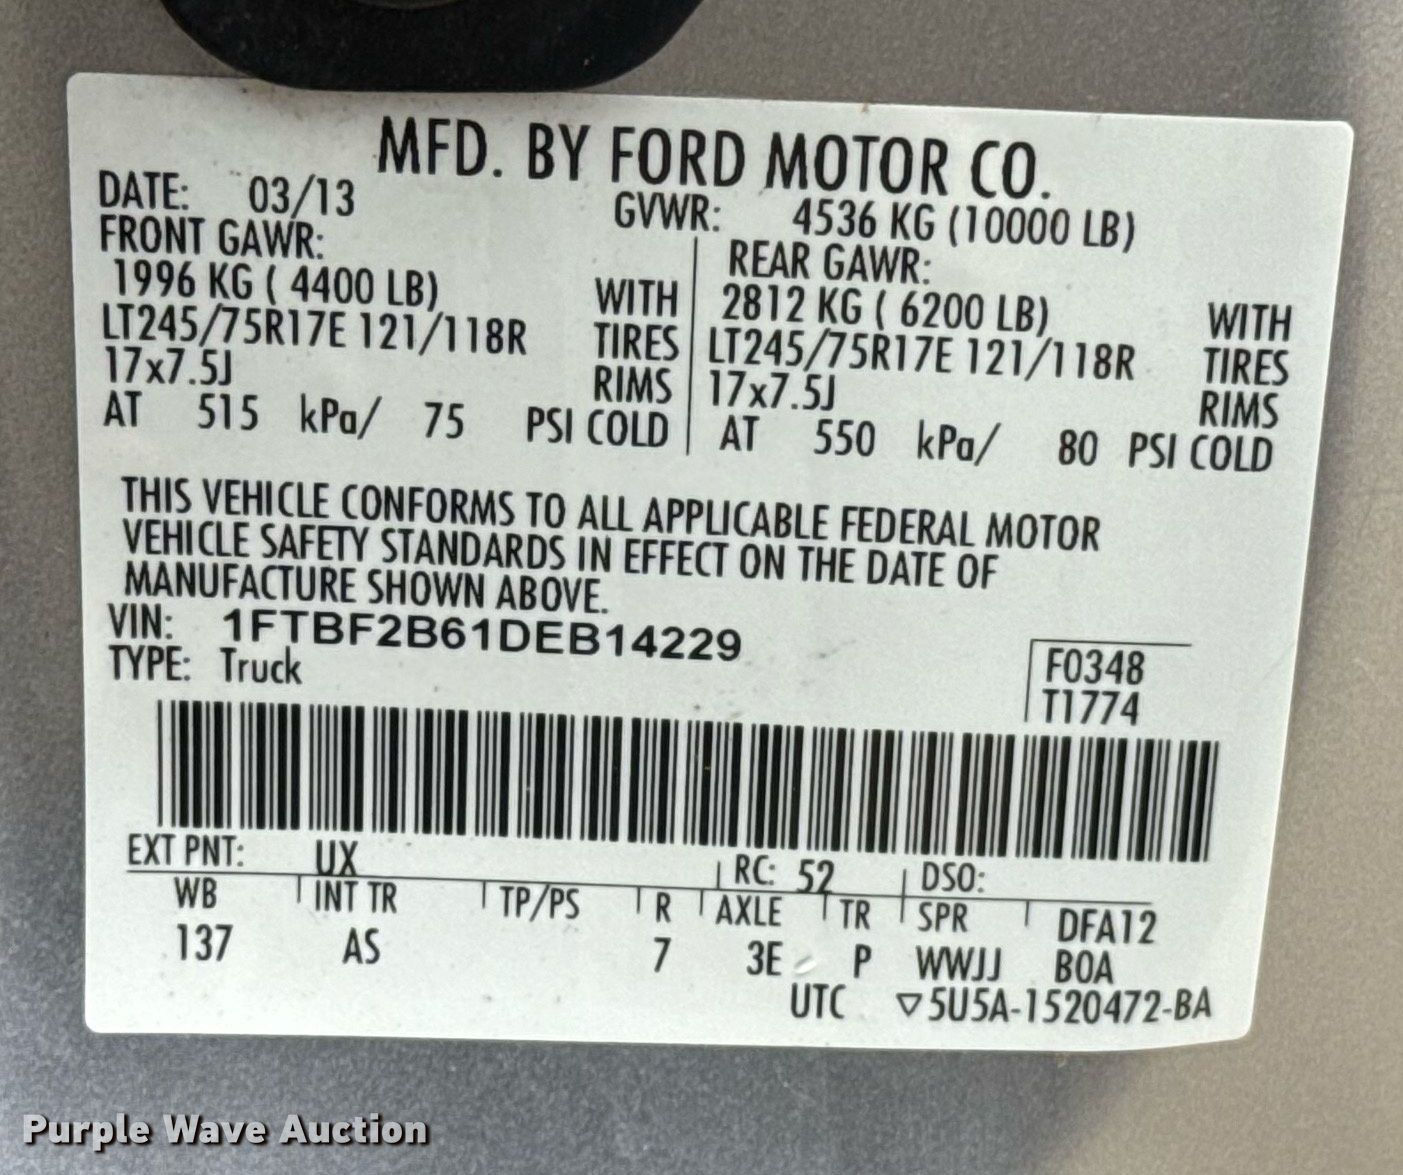 MFD. BY FORD MOTOR CO.
DATE: 03/13 GVWR: 4536 KG (10000 LB)
FRONT GAWR: REAR GAWR:
1996 KG ( 4400 LB) WITH 2812 KG ( 6200 LB) WITH
LT245/75R17E 121/118R TIRES LT245/75R17E 121/118R TIRES
17x7.5J RIMS 17x7.5J RIMS
AT 515 kPa/ 75 PSI COLD AT 550 kPa/ 80 PSI COLD
THIS VEHICLE CONFORMS TO ALL APPLICABLE FEDERAL MOTOR
VEHICLE SAFETY STANDARDS IN EFFECT ON THE DATE OF
MANUFACTURE SHOWN ABOVE.
VIN: 1FTBF2B61DEB14229
TYPE: Truck
F0348
T1774
EXT PNT: UX RC: 52 DSO:
WB INT TR TP/PS R AXLE TR SPR DFA12
137 AS 7 3E P WWJJ BOA
UTC ▽5U5A-1520472-BA
Purple Wave Auction